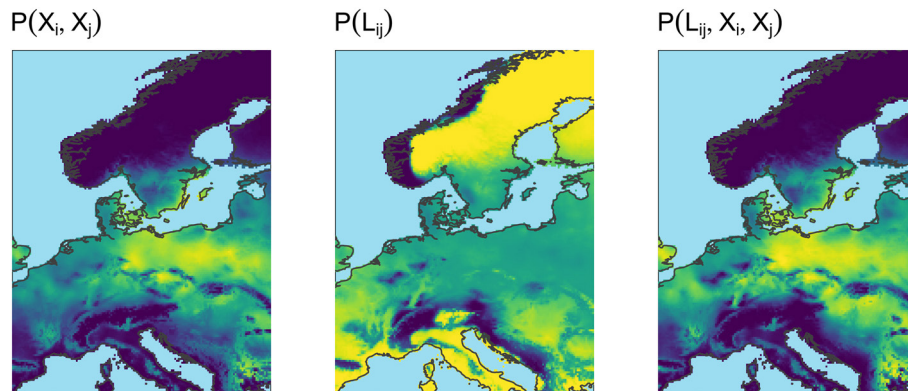 P(Xᵢ, Xⱼ)
P(Lᵢⱼ)
P(Lᵢⱼ, Xᵢ, Xⱼ)